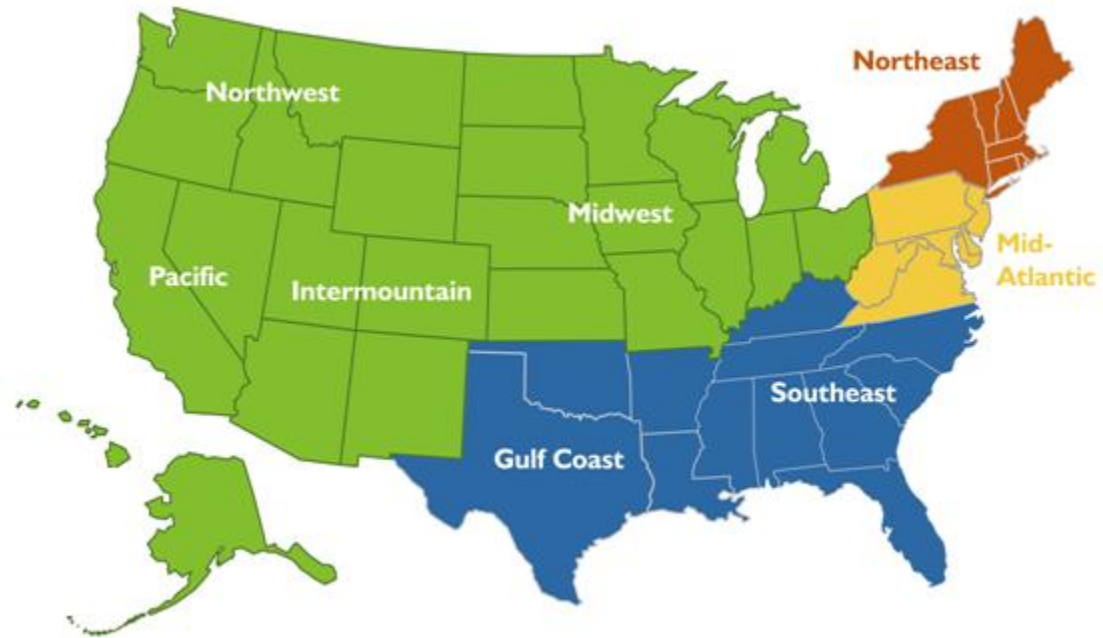 Northeast
Northwest
Midwest
Mid-
Atlantic
Pacific
Intermountain
Southeast
Gulf Coast